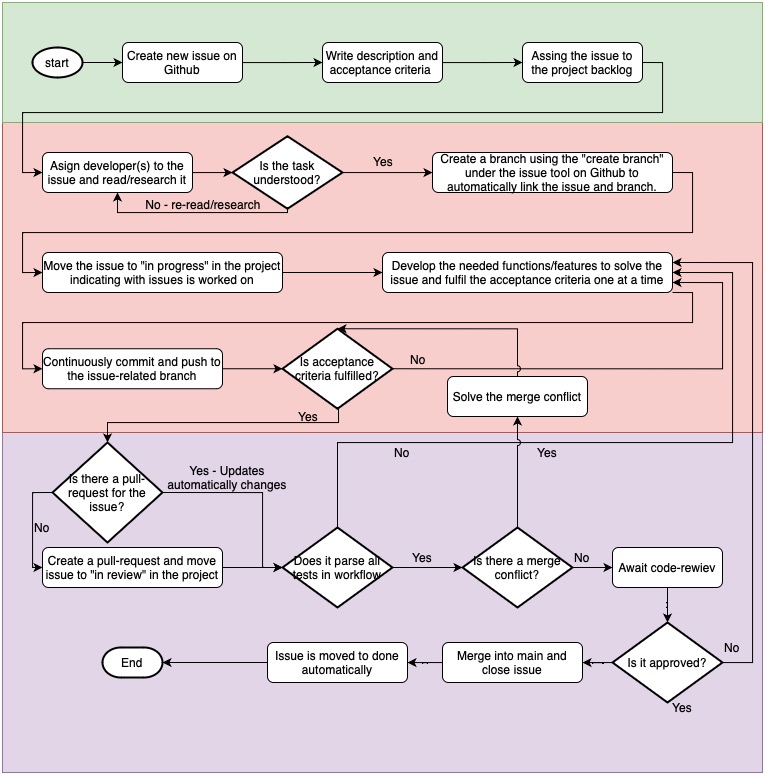 start
Create new issue on
Github
Write description and
acceptance criteria
Assing the issue to
the project backlog
Asign developer(s) to the
issue and read/research it
Is the task
understood?
Yes
No - re-read/research
Create a branch using the "create branch"
under the issue tool on Github to
automatically link the issue and branch.
Move the issue to "in progress" in the project
indicating with issues is worked on
Develop the needed functions/features to solve the
issue and fulfil the acceptance criteria one at a time
Continuously commit and push to
the issue-related branch
Is acceptance
criteria fulfilled?
No
Solve the merge conflict
Yes
Is there a pull-
request for the
issue?
Yes - Updates
automatically changes
No
Yes
No
Create a pull-request and move
issue to "in review" in the project
Does it parse all
tests in workflow
Yes
Is there a merge
conflict?
No
Await code-rewiev
Is it approved?
No
Yes
Merge into main and
close issue
Issue is moved to done
automatically
End